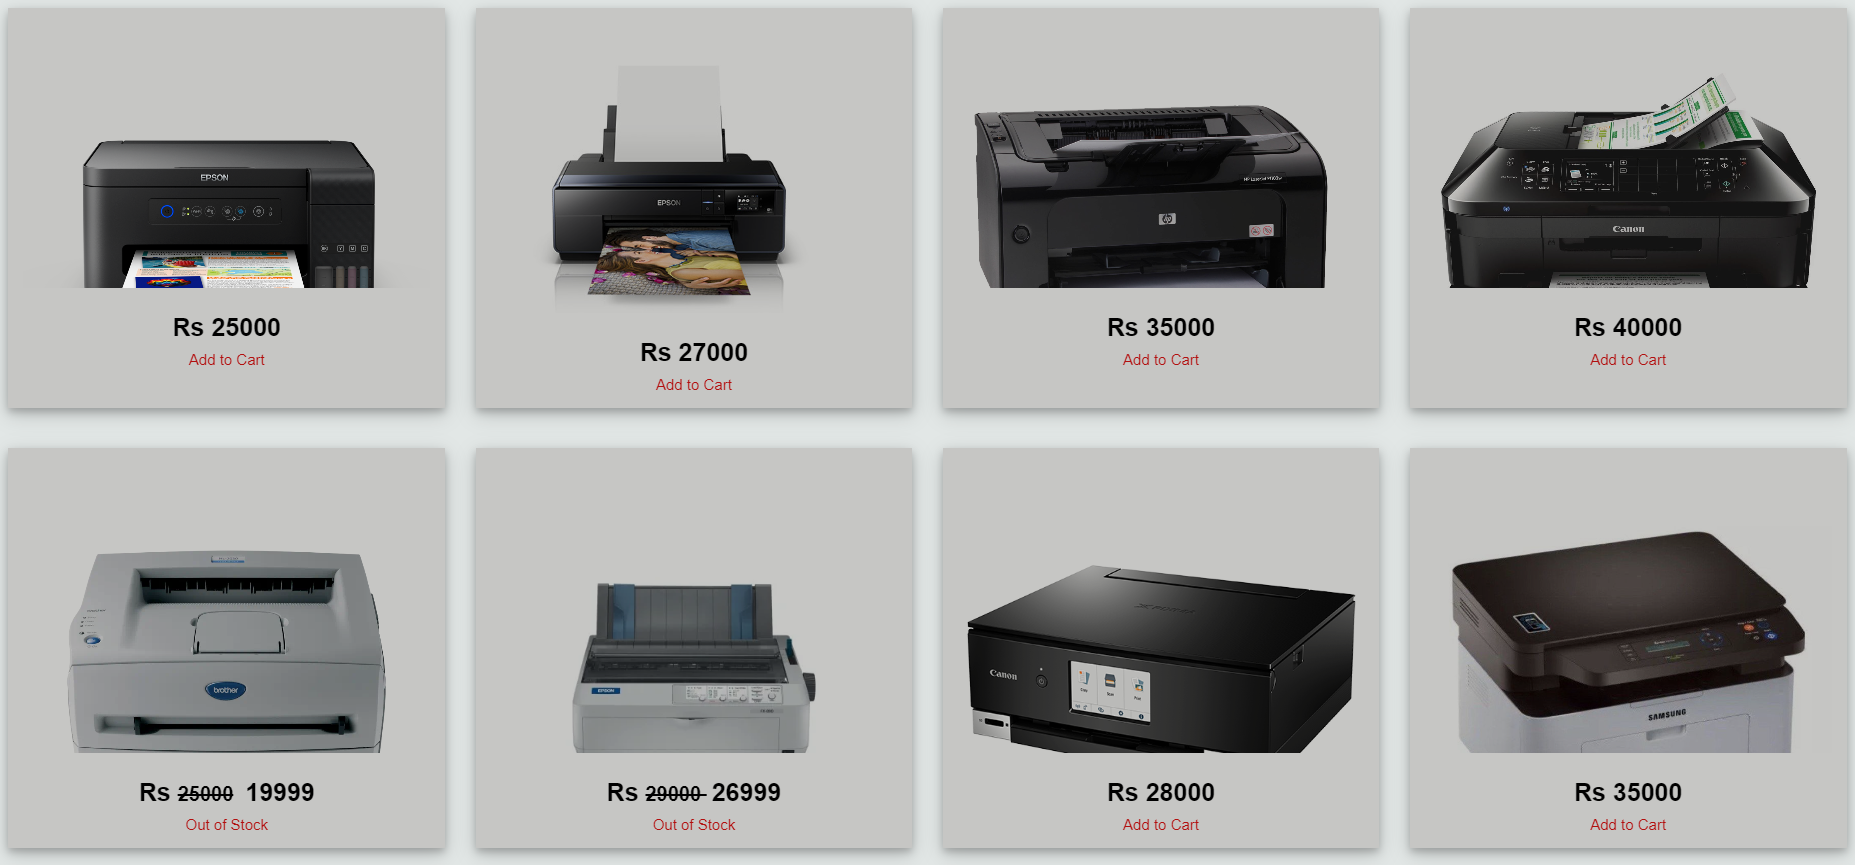 EPSON
Rs 25000
Add to Cart
EPSON
Rs 27000
Add to Cart
hp
Rs 35000
Add to Cart
Canon
Rs 40000
Add to Cart
brother
Rs 25000 19999
Out of Stock
EPSON
Rs 29000 26999
Out of Stock
Canon
Rs 28000
Add to Cart
SAMSUNG
Rs 35000
Add to Cart